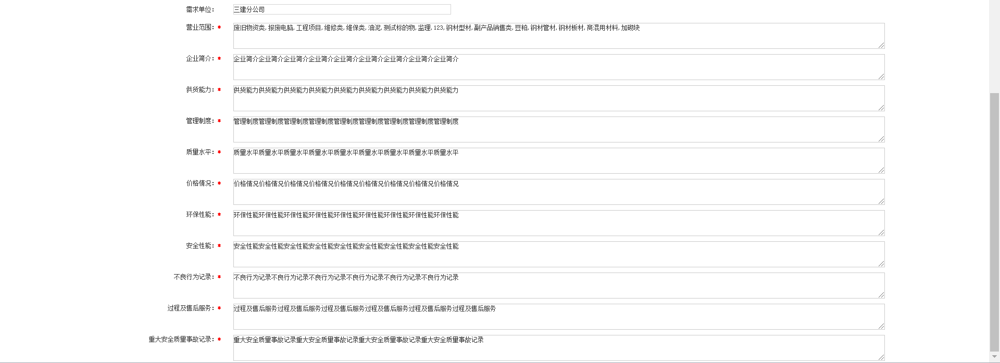 需求单位： 三建分公司
营业范围：* 废旧物资类,报废电脑,工程项目,维修类,维保类,油泥,测试标的物,监理,123,钢材型材,副产品销售类,豆粕,钢材管材,钢材板材,商混用材料,加砌块
企业简介：* 企业简介企业简介企业简介企业简介企业简介企业简介企业简介企业简介企业简介
供货能力：* 供货能力供货能力供货能力供货能力供货能力供货能力供货能力供货能力供货能力
管理制度：* 管理制度管理制度管理制度管理制度管理制度管理制度管理制度管理制度管理制度
质量水平：* 质量水平质量水平质量水平质量水平质量水平质量水平质量水平质量水平质量水平
价格情况：* 价格情况价格情况价格情况价格情况价格情况价格情况价格情况价格情况价格情况
环保性能：* 环保性能环保性能环保性能环保性能环保性能环保性能环保性能环保性能环保性能
安全性能：* 安全性能安全性能安全性能安全性能安全性能安全性能安全性能安全性能安全性能
不良行为记录：* 不良行为记录不良行为记录不良行为记录不良行为记录不良行为记录不良行为记录
过程及售后服务：* 过程及售后服务过程及售后服务过程及售后服务过程及售后服务过程及售后服务过程及售后服务
重大安全质量事故记录：* 重大安全质量事故记录重大安全质量事故记录重大安全质量事故记录重大安全质量事故记录